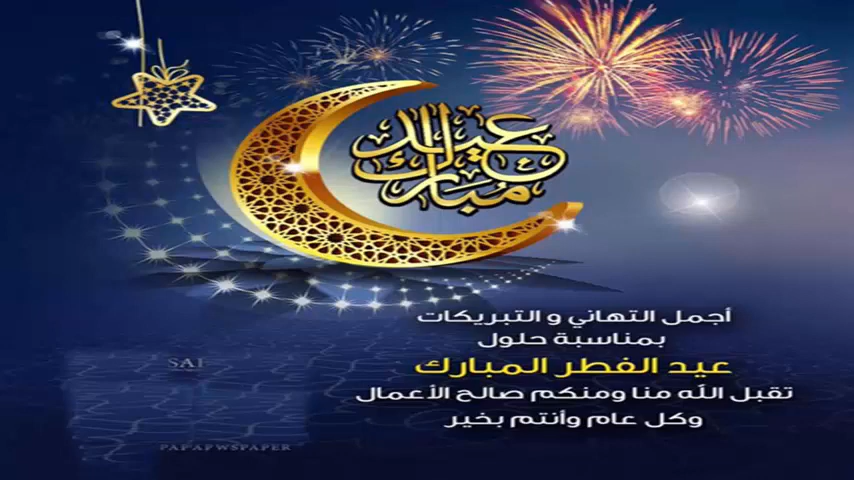 عيد مبارك
أجمل التهاني و التبريكات
بمناسبة حلول
عيد الفطر المبارك
تقبل الله منا ومنكم صالح الأعمال
وكل عام وأنتم بخير